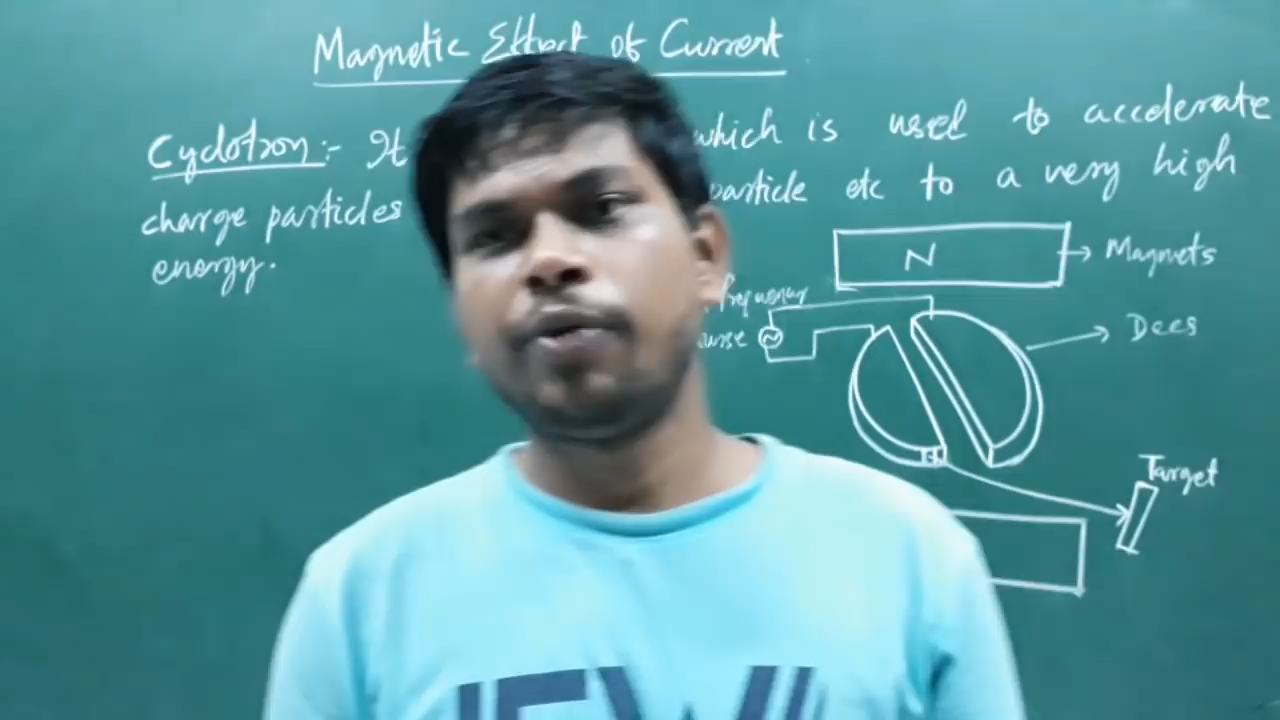 Magnetic Effect of Current
Cyclotron :- It which is used to accelerate
charge particles particle etc to a very high
energy.
N
Magnets
Dees
Target